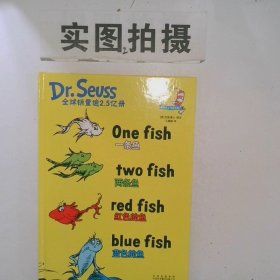 实图拍摄
Dr. Seuss
全球销量逾2.5亿册
One fish
一条鱼
two fish
两条鱼
red fish
红色的鱼
blue fish
蓝色的鱼